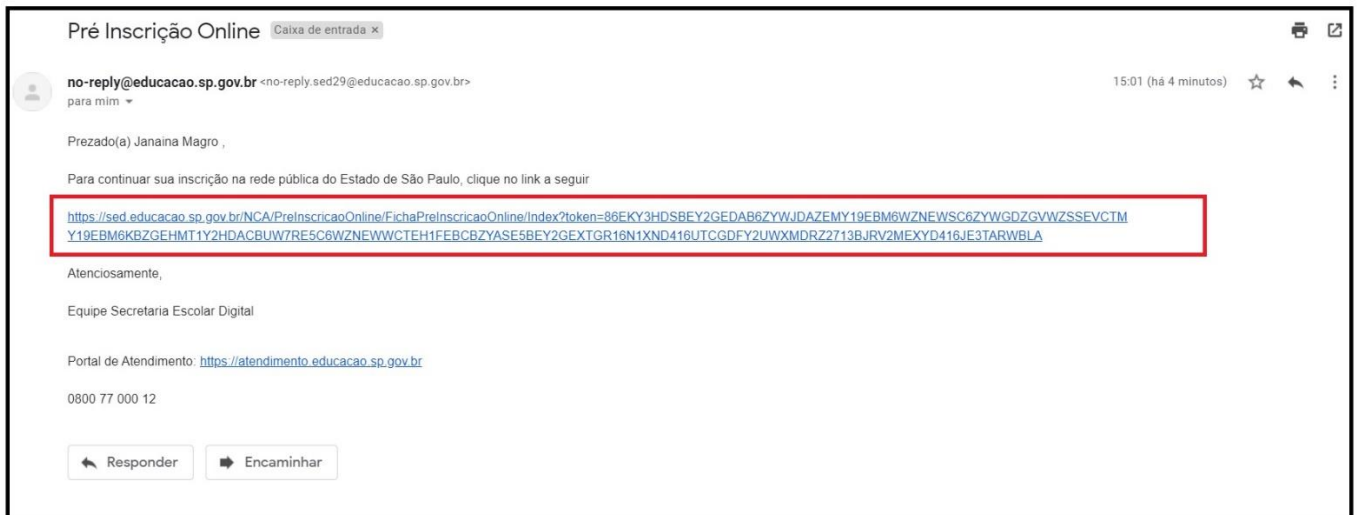 Pré Inscrição Online Caixa de entrada ×
no-reply@educacao.sp.gov.br <no-reply.sed29@educacao.sp.gov.br> 15:01 (há 4 minutos)
para mim
Prezado(a) Janaina Magro ,
Para continuar sua inscrição na rede pública do Estado de São Paulo, clique no link a seguir
https://sed.educacao.sp.gov.br/NCA/PreInscricaoOnline/FichaPreInscricaoOnline/Index?token=86EKY3HDSBEY2GEDAB6ZYWJDAZEMY19EBM6WZNEWSC6ZYWGDZGVWZSSEVCTM
Y19EBM6KBZGEHMT1Y2HDACBUW7RE5C6WZNEWWCTEH1FEBCBZYASE5BEY2GEXTGR16N1XND416UTCGDFY2UWXMDRZ2713BJRV2MEXYD416JE3TARWBLA
Atenciosamente,
Equipe Secretaria Escolar Digital
Portal de Atendimento: https://atendimento.educacao.sp.gov.br
0800 77 000 12
Responder Encaminhar